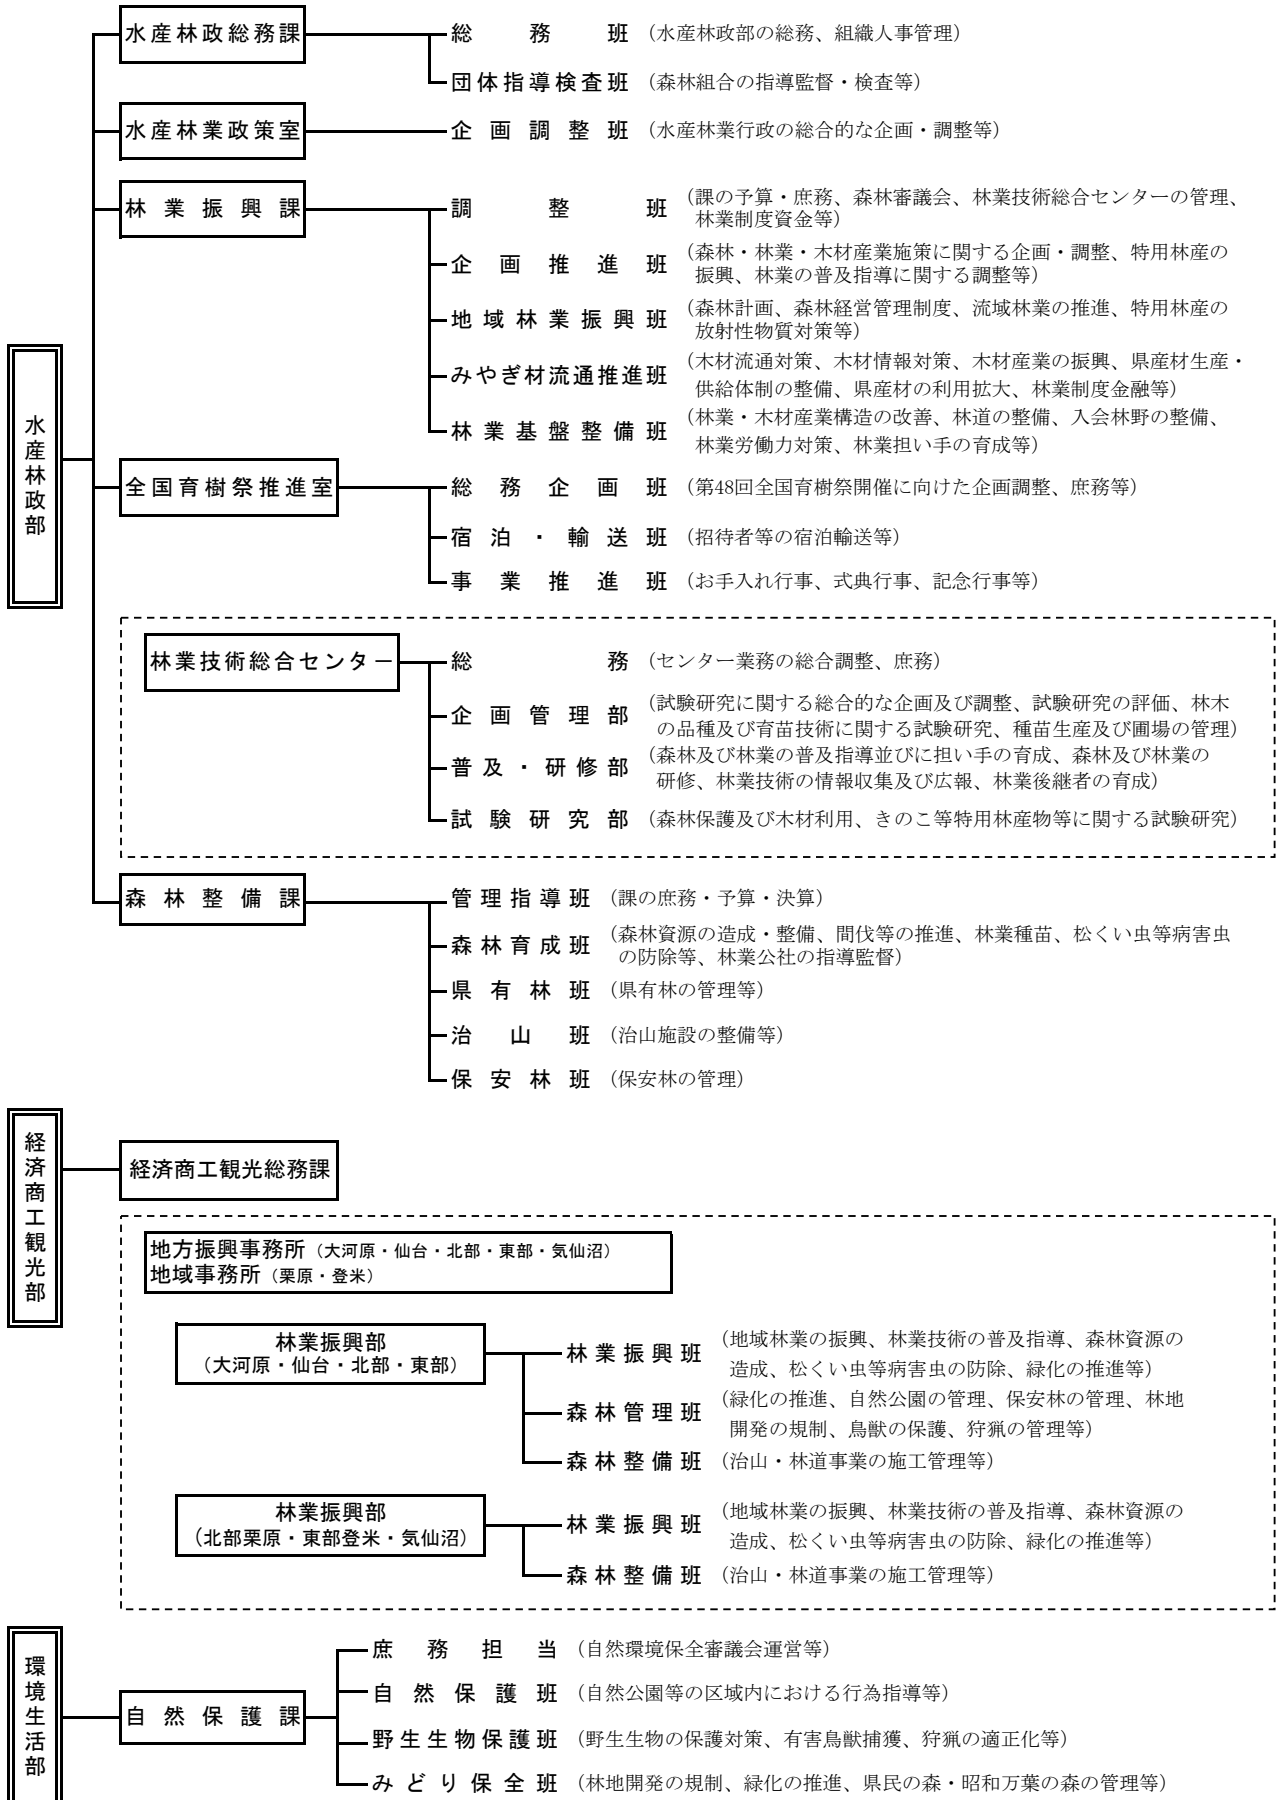 水産林政部
水産林政総務課
総務班（水産林政部の総務、組織人事管理）
団体指導検査班（森林組合の指導監督・検査等）
水産林業政策室
企画調整班（水産林業行政の総合的な企画・調整等）
林業振興課
調整班（課の予算・庶務、森林審議会、林業技術総合センターの管理、
林業制度資金等）
企画推進班（森林・林業・木材産業施策に関する企画・調整、特用林産の
振興、林業の普及指導に関する調整等）
地域林業振興班（森林計画、森林経営管理制度、流域林業の推進、特用林産の
放射性物質対策等）
みやぎ材流通推進班（木材流通対策、木材情報対策、木材産業の振興、県産材生産・
供給体制の整備、県産材の利用拡大、林業制度金融等）
林業基盤整備班（林業・木材産業構造の改善、林道の整備、入会林野の整備、
林業労働力対策、林業担い手の育成等）
全国育樹祭推進室
総務企画班（第48回全国育樹祭開催に向けた企画調整、庶務等）
宿泊・輸送班（招待者等の宿泊輸送等）
事業推進班（お手入れ行事、式典行事、記念行事等）
林業技術総合センター
総務（センター業務の総合調整、庶務）
企画管理部（試験研究に関する総合的な企画及び調整、試験研究の評価、林木
の品種及び育苗技術に関する試験研究、種苗生産及び圃場の管理）
普及・研修部（森林及び林業の普及指導並びに担い手の育成、森林及び林業の
研修、林業技術の情報収集及び広報、林業後継者の育成）
試験研究部（森林保護及び木材利用、きのこ等特用林産物等に関する試験研究）
森林整備課
管理指導班（課の庶務・予算・決算）
森林育成班（森林資源の造成・整備、間伐等の推進、林業種苗、松くい虫等病害虫
の防除等、林業公社の指導監督）
県有林班（県有林の管理等）
治山班（治山施設の整備等）
保安林班（保安林の管理）
経済商工観光部
経済商工観光総務課
地方振興事務所（大河原・仙台・北部・東部・気仙沼）
地域事務所（栗原・登米）
林業振興部
（大河原・仙台・北部・東部）
林業振興班（地域林業の振興、林業技術の普及指導、森林資源の
造成、松くい虫等病害虫の防除、緑化の推進等）
森林管理班（緑化の推進、自然公園の管理、保安林の管理、林地
開発の規制、鳥獣の保護、狩猟の管理等）
森林整備班（治山・林道事業の施工管理等）
林業振興部
（北部栗原・東部登米・気仙沼）
林業振興班（地域林業の振興、林業技術の普及指導、森林資源の
造成、松くい虫等病害虫の防除、緑化の推進等）
森林整備班（治山・林道事業の施工管理等）
環境生活部
自然保護課
庶務担当（自然環境保全審議会運営等）
自然保護班（自然公園等の区域内における行為指導等）
野生生物保護班（野生生物の保護対策、有害鳥獣捕獲、狩猟の適正化等）
みどり保全班（林地開発の規制、緑化の推進、県民の森・昭和万葉の森の管理等）